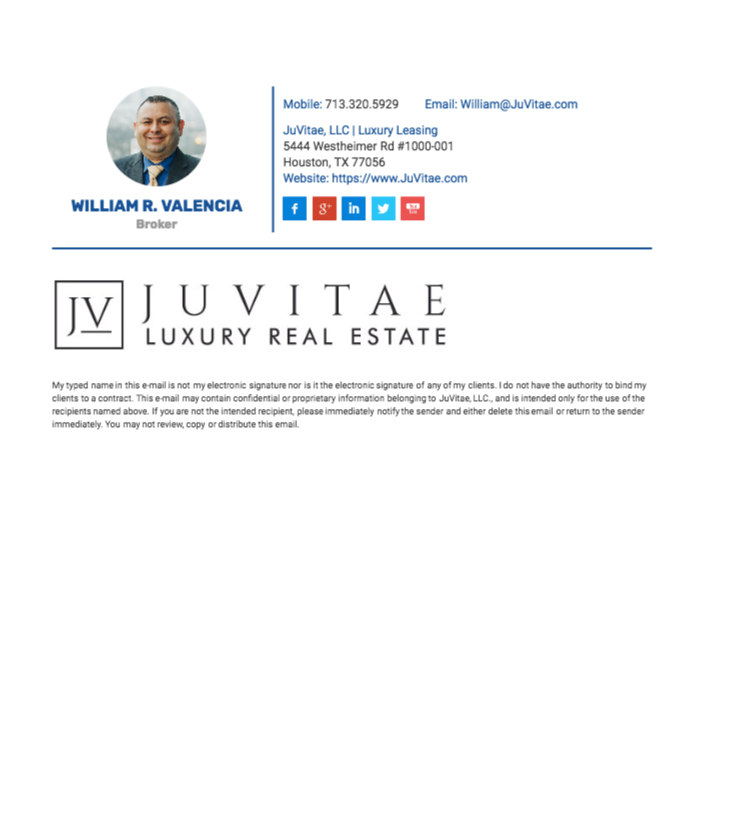 Mobile: 713.320.5929 Email: William@JuVitae.com
JuVitae, LLC | Luxury Leasing
5444 Westheimer Rd #1000-001
Houston, TX 77056
Website: https://www.JuVitae.com
f g+ in You Tube
WILLIAM R. VALENCIA
Broker
JV JUVITAE
LUXURY REAL ESTATE
My typed name in this e-mail is not my electronic signature nor is it the electronic signature of any of my clients. I do not have the authority to bind my
clients to a contract. This e-mail may contain confidential or proprietary information belonging to JuVitae, LLC., and is intended only for the use of the
recipients named above. If you are not the intended recipient, please immediately notify the sender and either delete this email or return to the sender
immediately. You may not review, copy or distribute this email.